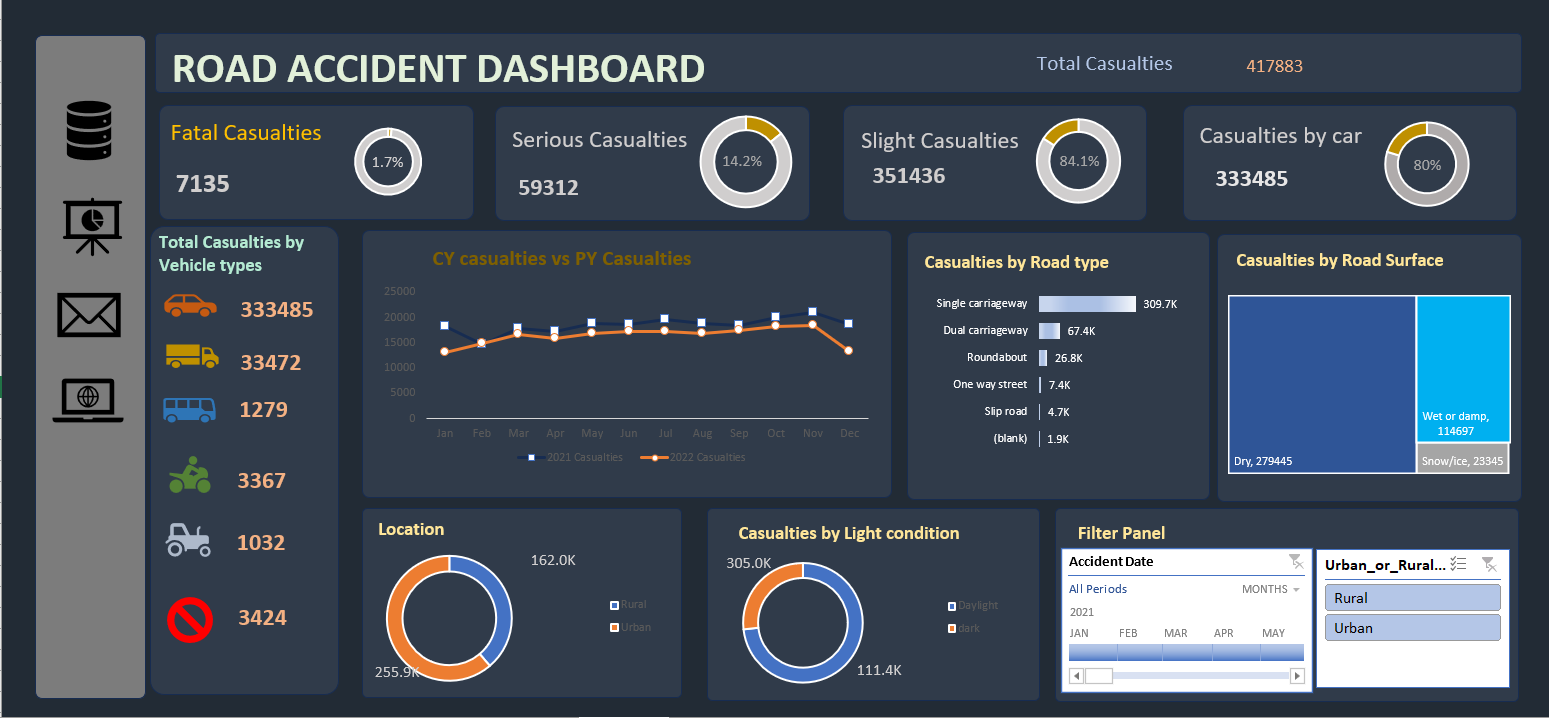 ROAD ACCIDENT DASHBOARD
Total Casualties
417883
Fatal Casualties
7135
1.7%
Serious Casualties
59312
14.2%
Slight Casualties
351436
84.1%
Casualties by car
333485
80%
Total Casualties by
Vehicle types
333485
33472
1279
3367
1032
3424
CY casualties vs PY Casualties
25000
20000
15000
10000
5000
0
Jan Feb Mar Apr May Jun Jul Aug Sep Oct Nov Dec
2021 Casualties 2022 Casualties
Casualties by Road type
Single carriageway 309.7K
Dual carriageway 67.4K
Roundabout 26.8K
One way street 7.4K
Slip road 4.7K
(blank) 1.9K
Casualties by Road Surface
Dry, 279445
Wet or damp,
114697
Snow/ice, 23345
Location
162.0K
255.9K
Rural
Urban
Casualties by Light condition
305.0K
111.4K
Daylight
dark
Filter Panel
Accident Date
All Periods MONTHS
2021
JAN FEB MAR APR MAY
Urban_or_Rural...
Rural
Urban